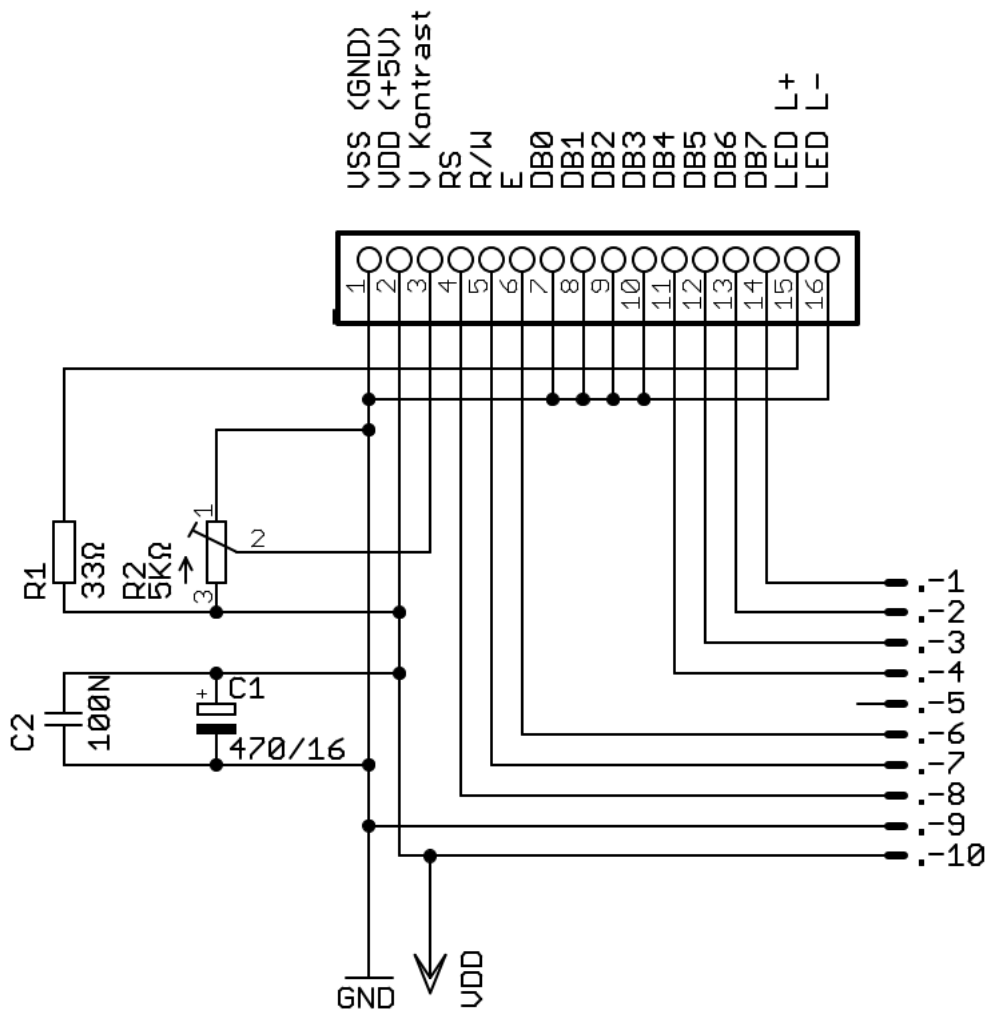 VSS (GND)
VDD (+5V)
V Kontrast
RS
R/W
E
DB0
DB1
DB2
DB3
DB4
DB5
DB6
DB7
LED L+
LED L-
1
2
3
4
5
6
7
8
9
10
11
12
13
14
15
16
R1
33Ω
R2
5KΩ
1
2
3
C2
100N
+
C1
470/16
.-1
.-2
.-3
.-4
.-5
.-6
.-7
.-8
.-9
.-10
GND
VDD